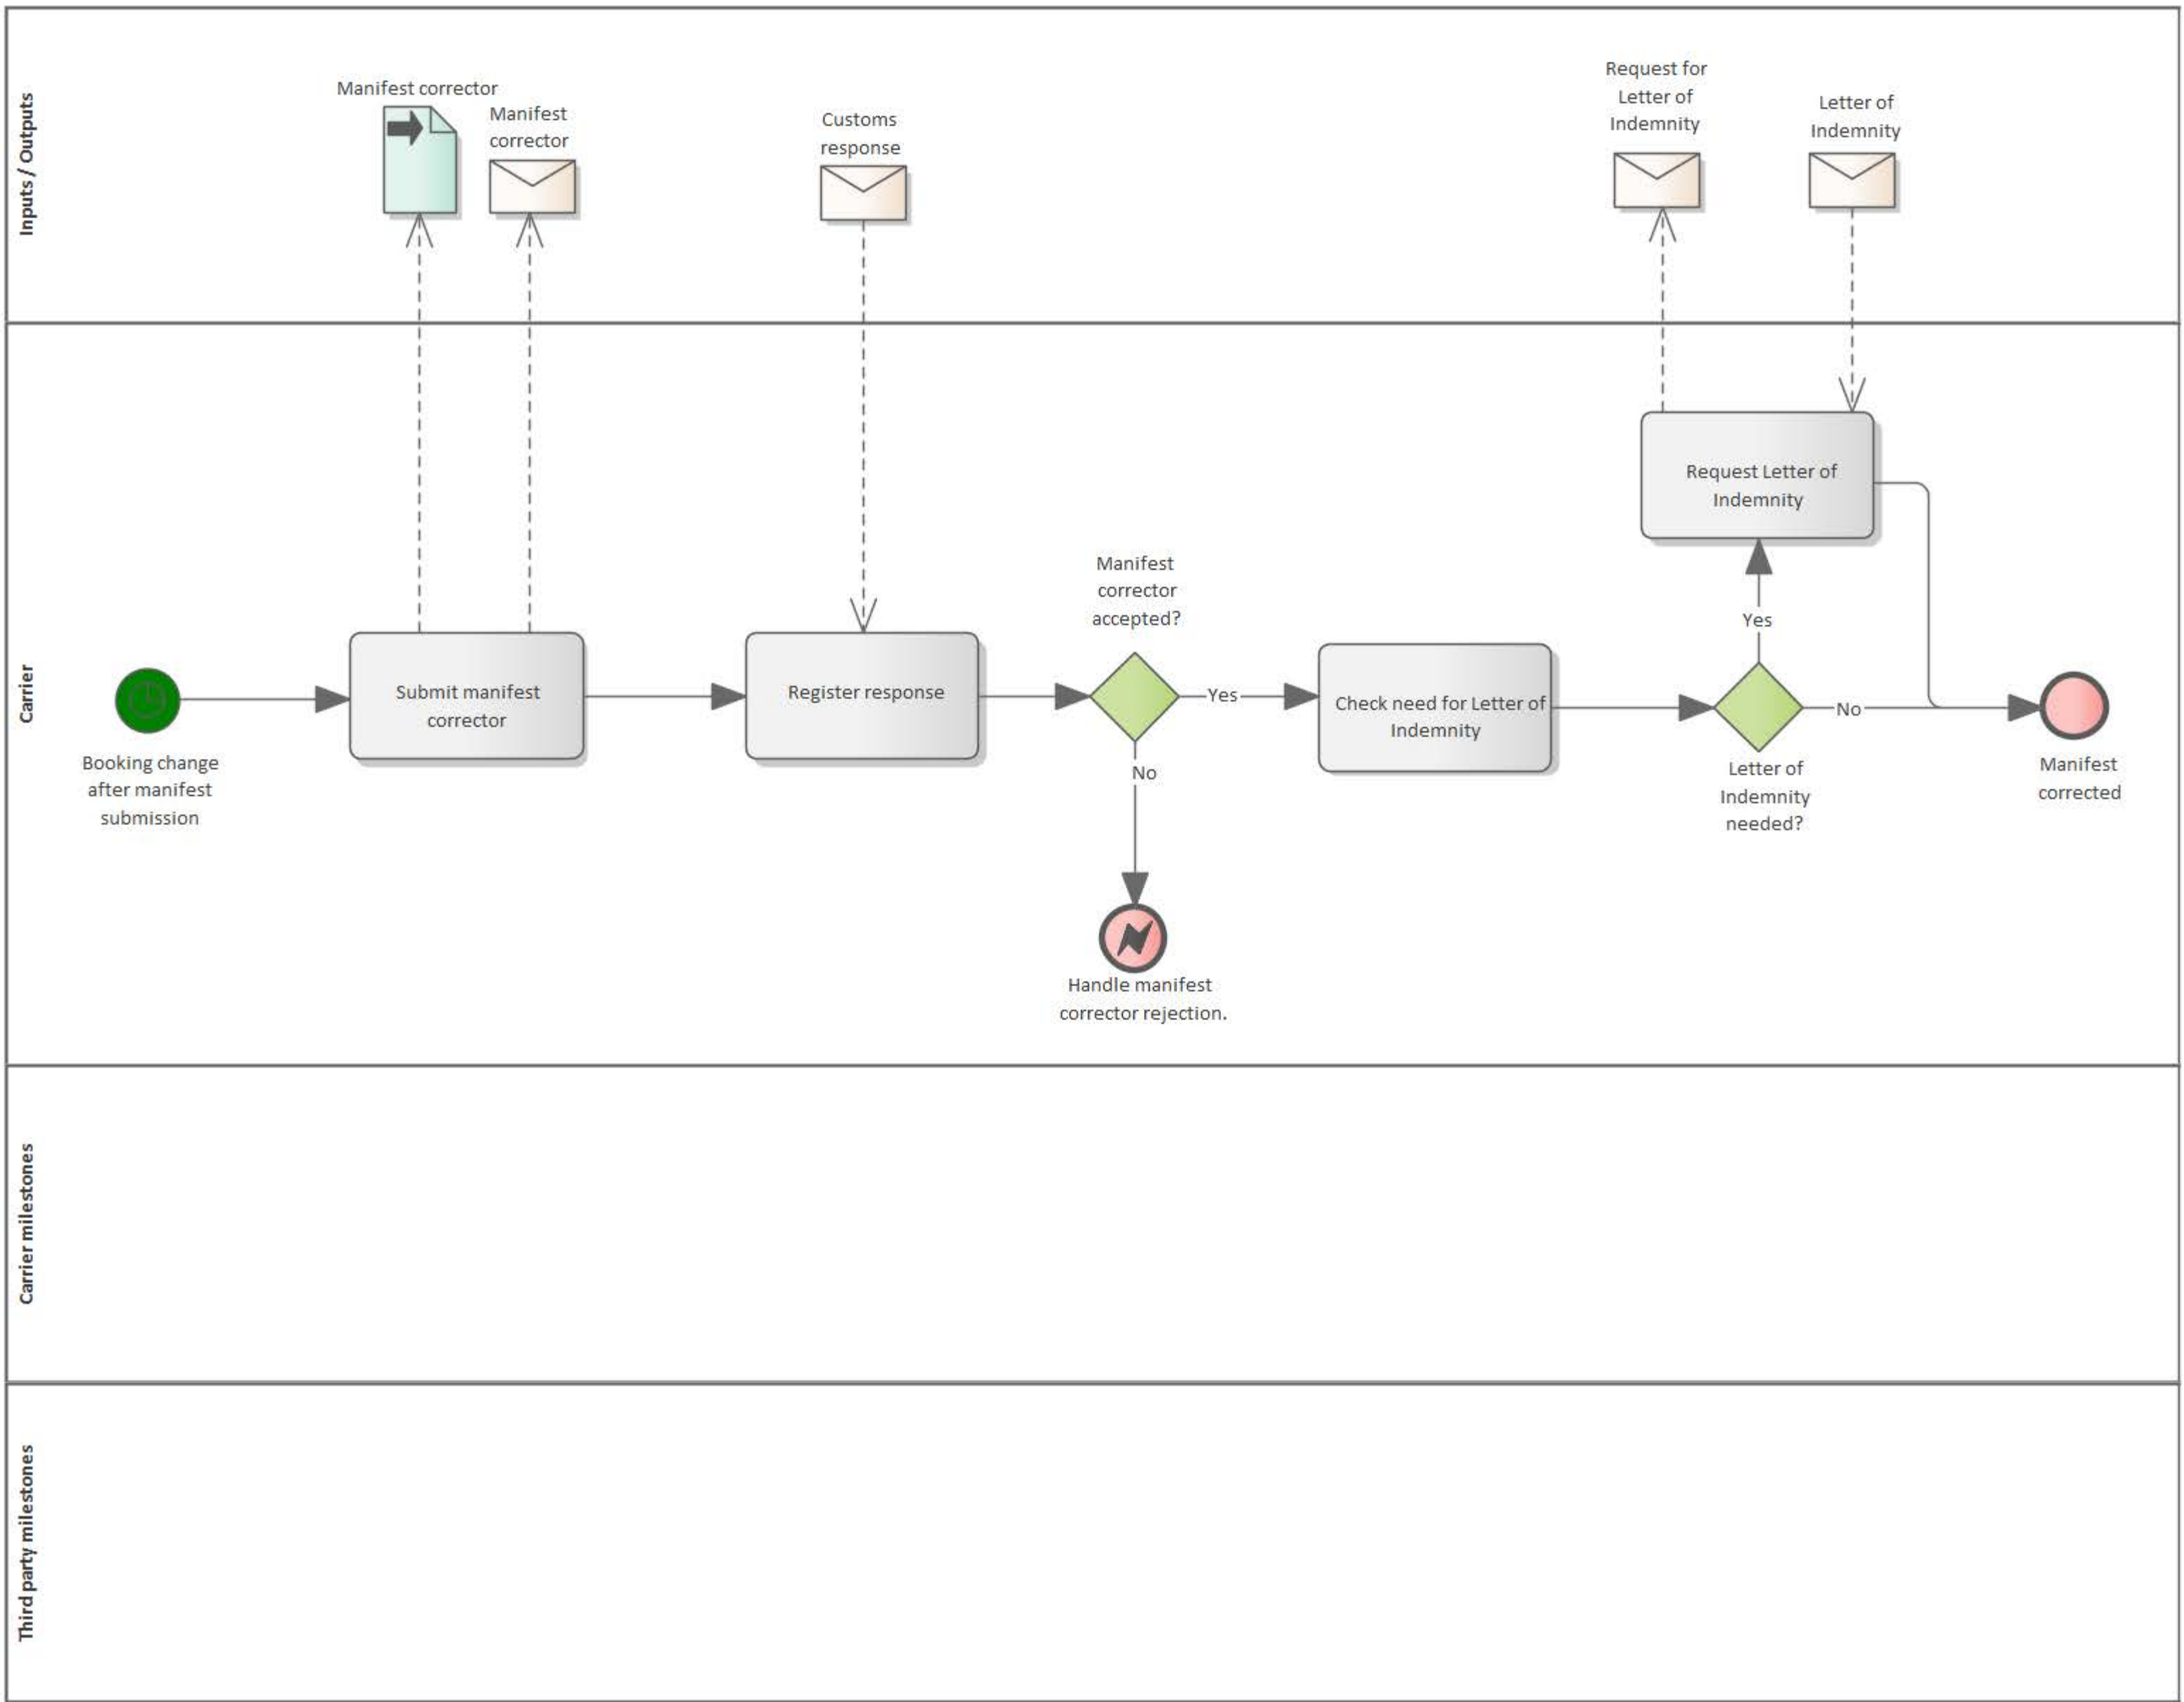 Inputs / Outputs
Manifest corrector
Manifest
corrector
Customs
response
Request for
Letter of
Indemnity
Letter of
Indemnity
Carrier
Booking change
after manifest
submission
Submit manifest
corrector
Register response
Manifest
corrector
accepted?
Yes
No
Handle manifest
corrector rejection.
Check need for Letter of
Indemnity
Letter of
Indemnity
needed?
Yes
Request Letter of
Indemnity
No
Manifest
corrected
Carrier milestones
Third party milestones